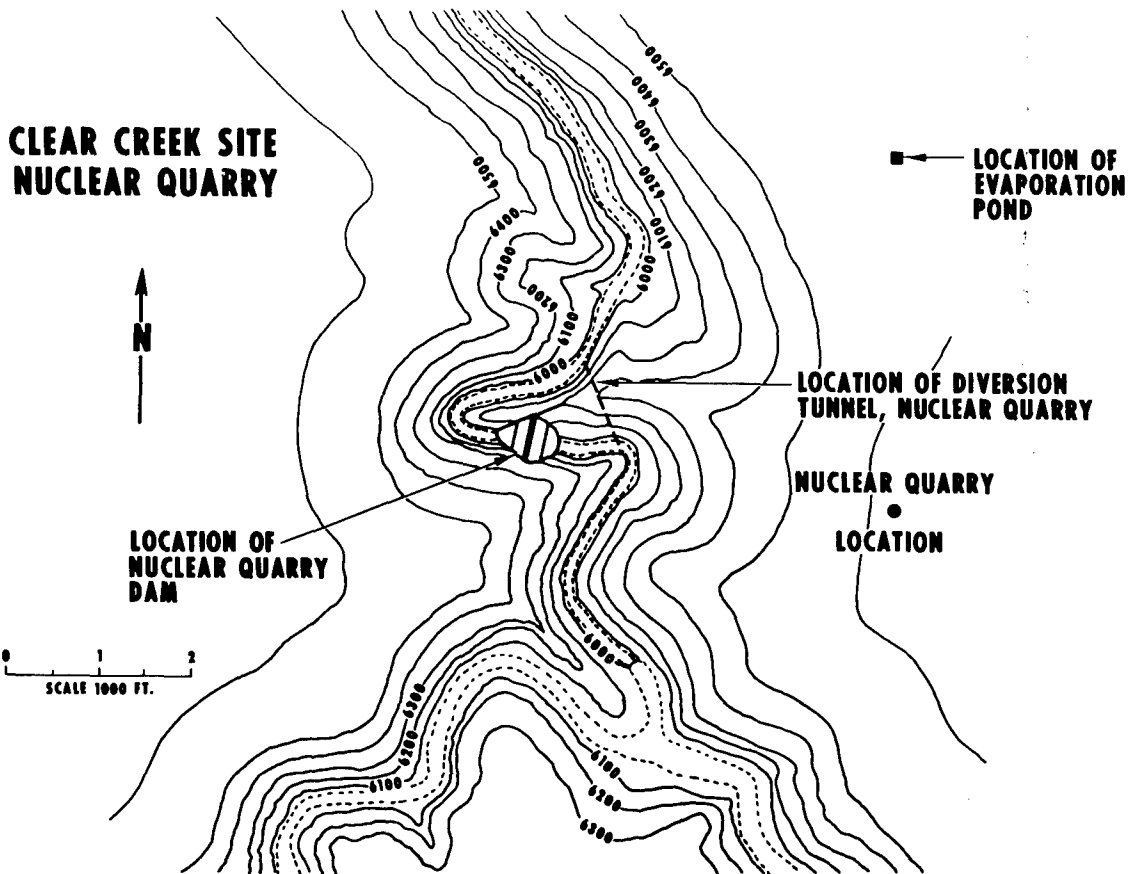 CLEAR CREEK SITE
NUCLEAR QUARRY
N
LOCATION OF
EVAPORATION
POND
LOCATION OF DIVERSION
TUNNEL, NUCLEAR QUARRY
NUCLEAR QUARRY
LOCATION
LOCATION OF
NUCLEAR QUARRY
DAM
0 1 2
SCALE 1000 FT.
6500
6400
6300
6200
6100
6000
6500
6400
6300
6200
6100
6000
6000
6300
6200
6100
6100
6200
6300